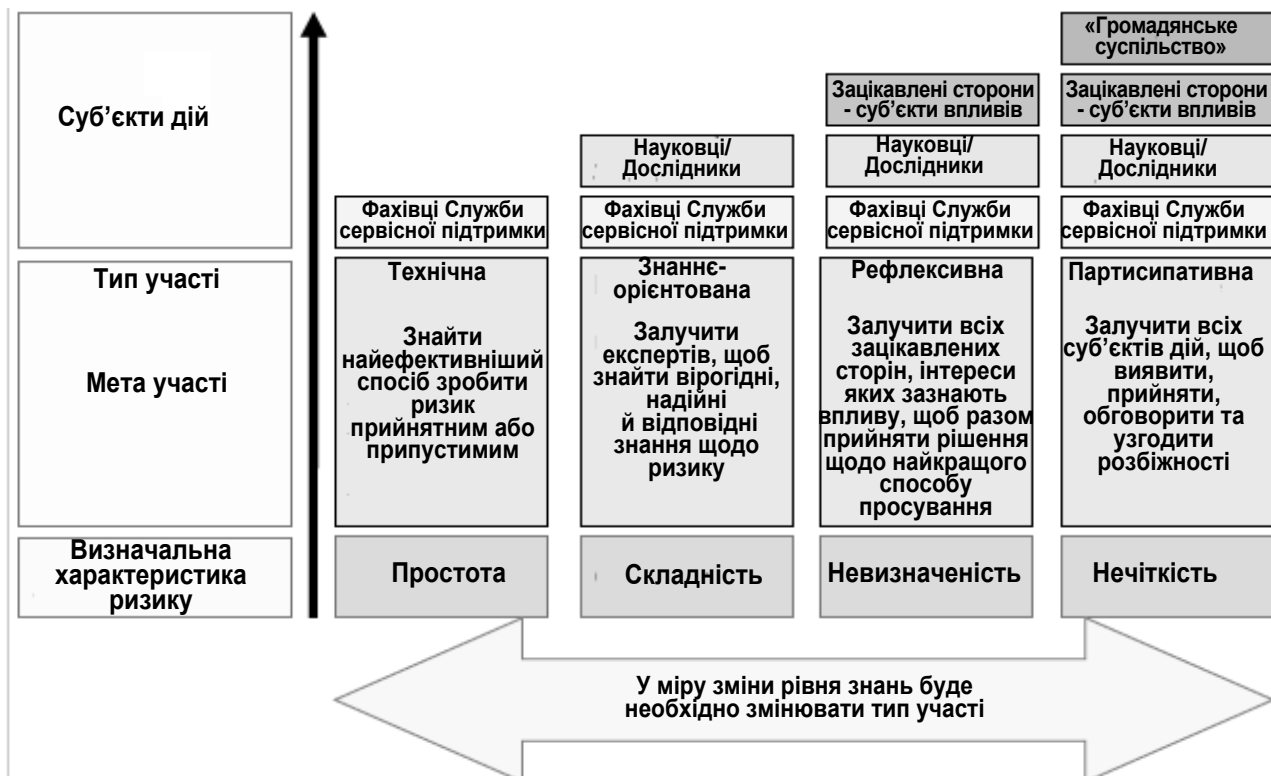 «Громадянське
суспільство»
Зацікавлені сторони
- суб’єкти впливів
Зацікавлені сторони
- суб’єкти впливів
Суб’єкти дій
Науковці/
Дослідники
Науковці/
Дослідники
Науковці/
Дослідники
Фахівці Служби
сервісної підтримки
Фахівці Служби
сервісної підтримки
Фахівці Служби
сервісної підтримки
Фахівці Служби
сервісної підтримки
Тип участі
Технічна
Знаннє-
орієнтована
Рефлексивна
Партисипативна
Мета участі
Знайти
найефективніший
спосіб зробити
ризик
прийнятним або
припустимим
Залучити
експертів, щоб
знайти вірогідні,
надійні
й відповідні
знання щодо
ризику
Залучити всіх
зацікавлених
сторін, інтереси
яких зазнають
впливу, щоб разом
прийняти рішення
щодо найкращого
способу
просування
Залучити всіх
суб’єктів дій, щоб
виявити,
прийняти,
обговорити та
узгодити
розбіжності
Визначальна
характеристика
ризику
Простота
Складність
Невизначеність
Нечіткість
У міру зміни рівня знань буде
необхідно змінювати тип участі